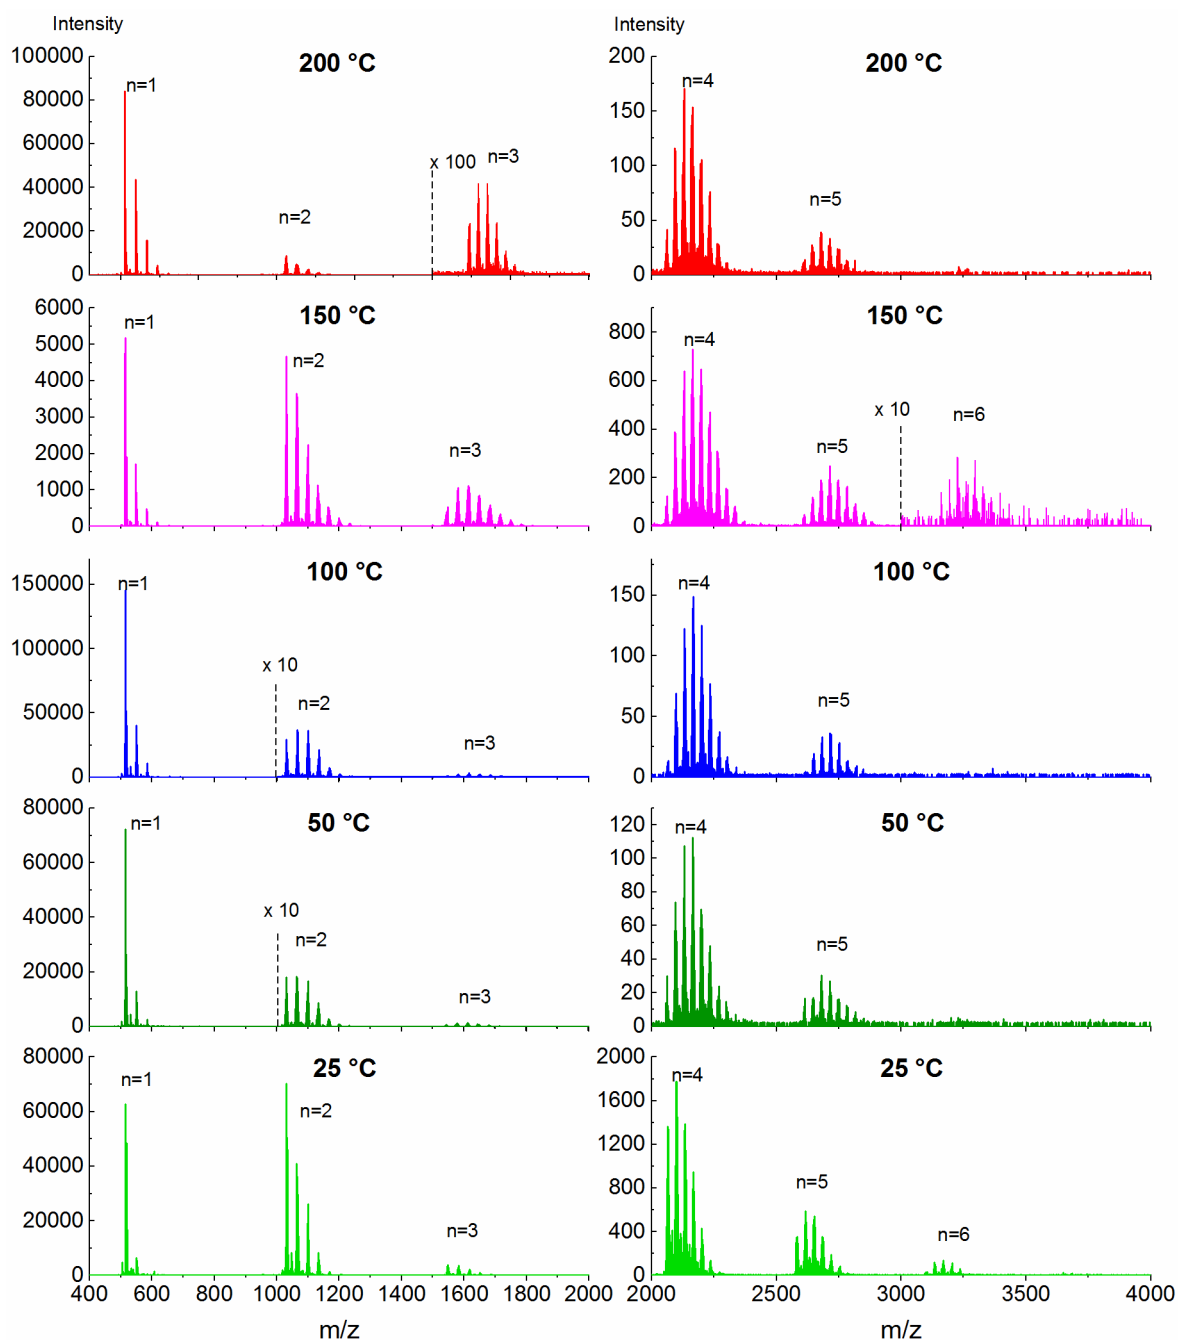 Intensity
200 °C
100000
80000
60000
40000
20000
0
n=1
n=2
x 100
n=3
Intensity
200 °C
200
150
100
50
0
n=4
n=5
150 °C
6000
5000
4000
3000
2000
1000
0
n=1
n=2
n=3
150 °C
800
600
400
200
0
n=4
n=5
x 10
n=6
100 °C
150000
100000
50000
0
n=1
x 10
n=2
n=3
100 °C
150
100
50
0
n=4
n=5
50 °C
80000
60000
40000
20000
0
n=1
x 10
n=2
n=3
50 °C
120
100
80
60
40
20
0
n=4
n=5
25 °C
80000
60000
40000
20000
0
n=1
n=2
n=3
400 600 800 1000 1200 1400 1600 1800 2000
m/z
25 °C
2000
1600
1200
800
400
0
n=4
n=5
n=6
2000 2500 3000 3500 4000
m/z